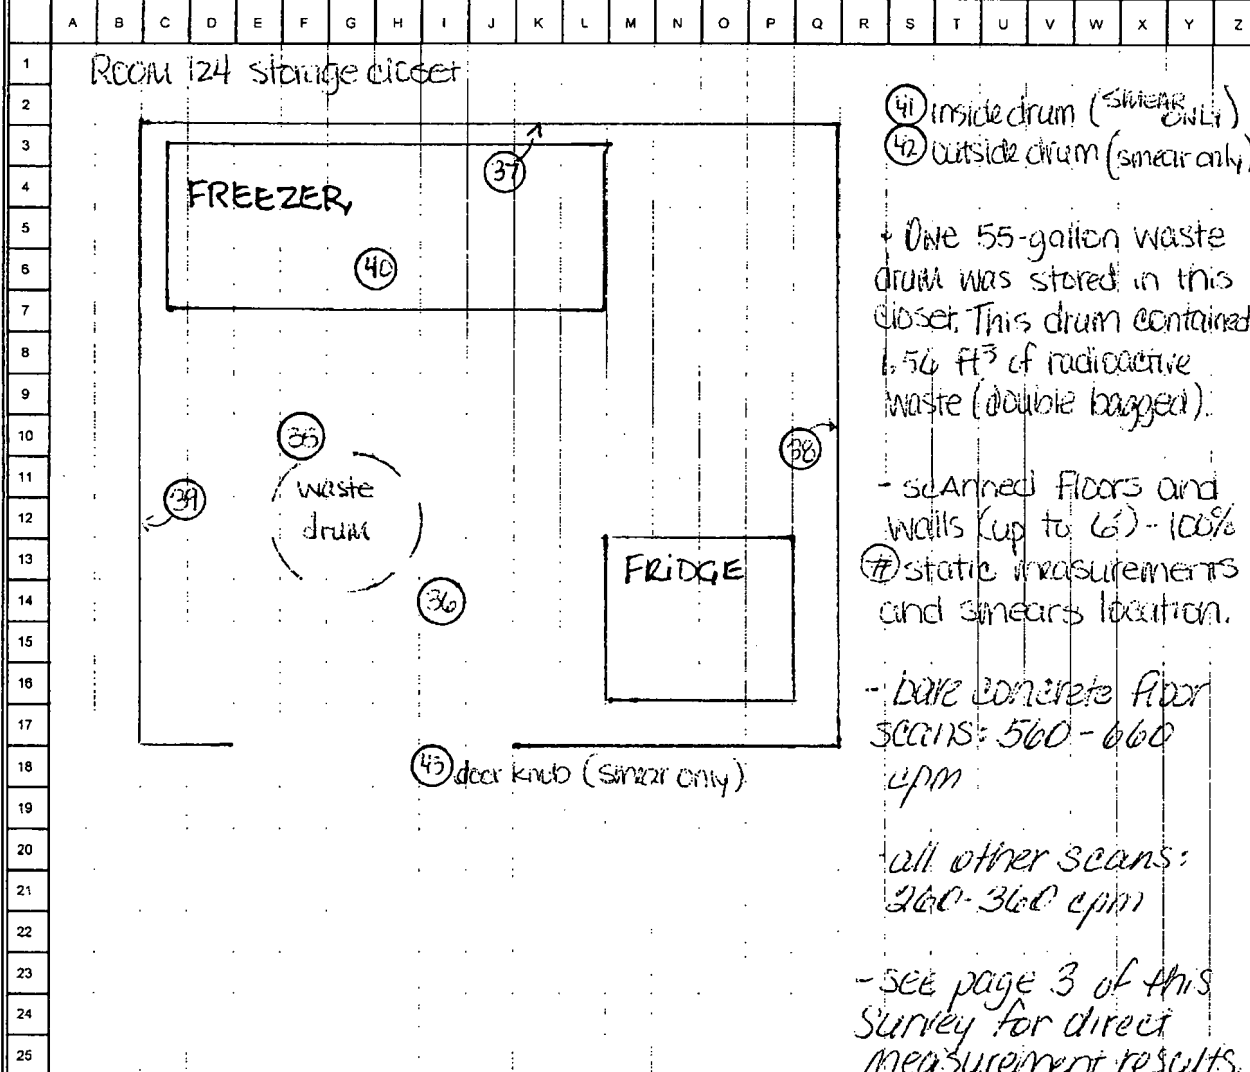 A B C D E F G H I J K L M N O P Q R S T U V W X Y Z
1
2
3
4
5
6
7
8
9
10
11
12
13
14
15
16
17
18
19
20
21
22
23
24
25
ROOM 124 storage closet
37
FREEZER
40
35
waste
drum
39
38
36
FRIDGE
43 door knob (smear only)
41 inside drum (SMEAR ONLY)
42 outside drum (smear only)
- One 55-gallon waste
drum was stored in this
closet. This drum contained
ft³ of radioactive
waste (double bagged).
- scanned floors and
walls (up to 6') - 100%
# static measurements
and smears location.
- bare concrete floor
scans: 560-660
cpm
- all other scans:
260-360 cpm
- see page 3 of this
survey for direct
measurement results.